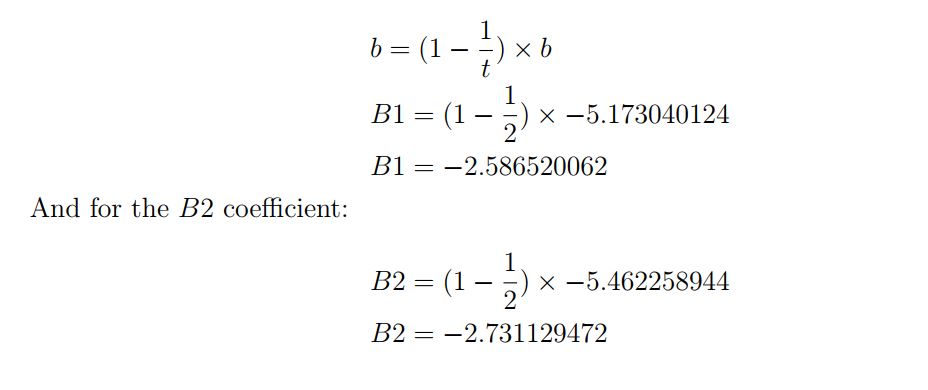 b = (1 − 1/t) × b
B1 = (1 − 1/2) × −5.173040124
B1 = −2.586520062
And for the B2 coefficient:
B2 = (1 − 1/2) × −5.462258944
B2 = −2.731129472